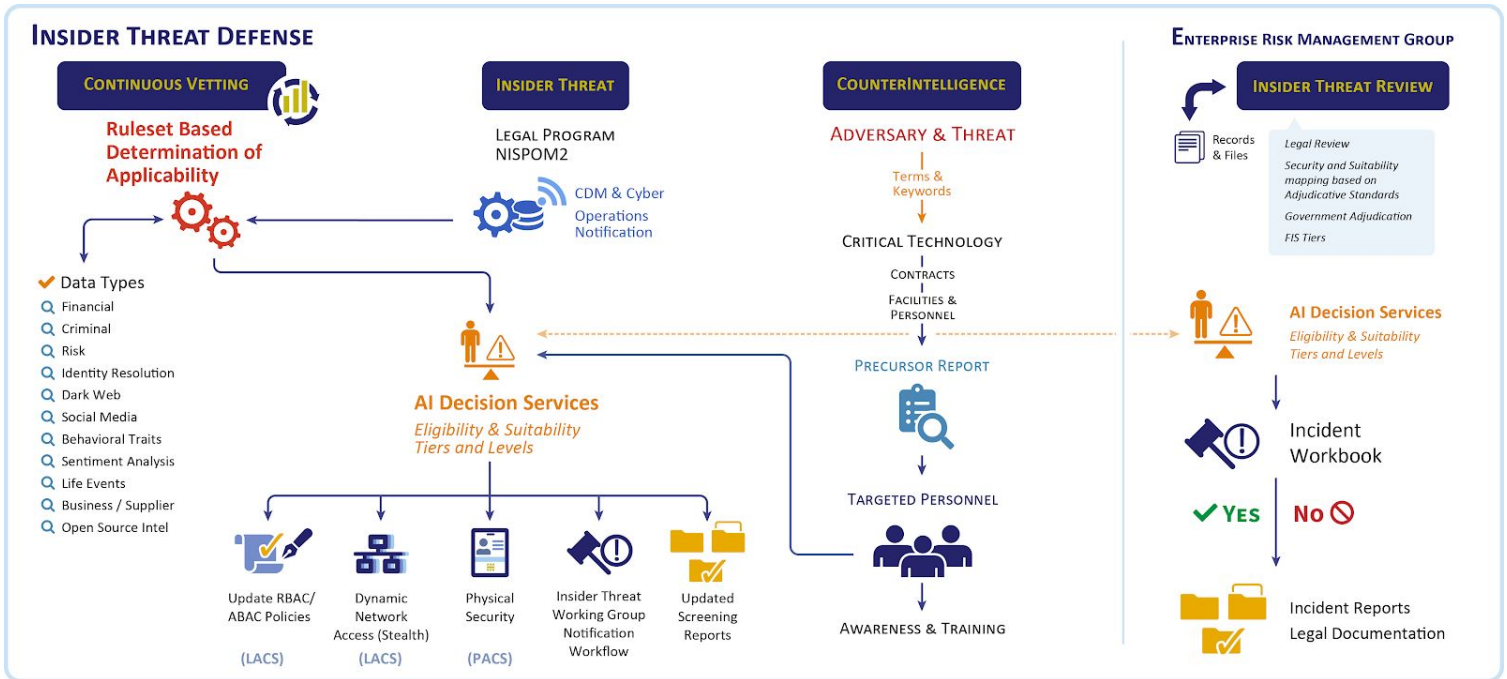 INSIDER THREAT DEFENSE
CONTINUOUS VETTING
Ruleset Based
Determination of
Applicability
Data Types
Financial
Criminal
Risk
Identity Resolution
Dark Web
Social Media
Behavioral Traits
Sentiment Analysis
Life Events
Business / Supplier
Open Source Intel
INSIDER THREAT
LEGAL PROGRAM
NISPOM2
CDM & Cyber
Operations
Notification
AI Decision Services
Eligibility & Suitability
Tiers and Levels
Update RBAC/
ABAC Policies
(LACS)
Dynamic
Network
Access (Stealth)
(LACS)
Physical
Security
(PACS)
Insider Threat
Working Group
Notification
Workflow
Updated
Screening
Reports
COUNTERINTELLIGENCE
ADVERSARY & THREAT
Terms &
Keywords
CRITICAL TECHNOLOGY
CONTRACTS
FACILITIES &
PERSONNEL
PRECURSOR REPORT
TARGETED PERSONNEL
AWARENESS & TRAINING
ENTERPRISE RISK MANAGEMENT GROUP
INSIDER THREAT REVIEW
Records
& Files
Legal Review
Security and Suitability
mapping based on
Adjudicative Standards
Government Adjudication
FIS Tiers
AI Decision Services
Eligibility & Suitability
Tiers and Levels
Incident
Workbook
YES
NO
Incident Reports
Legal Documentation